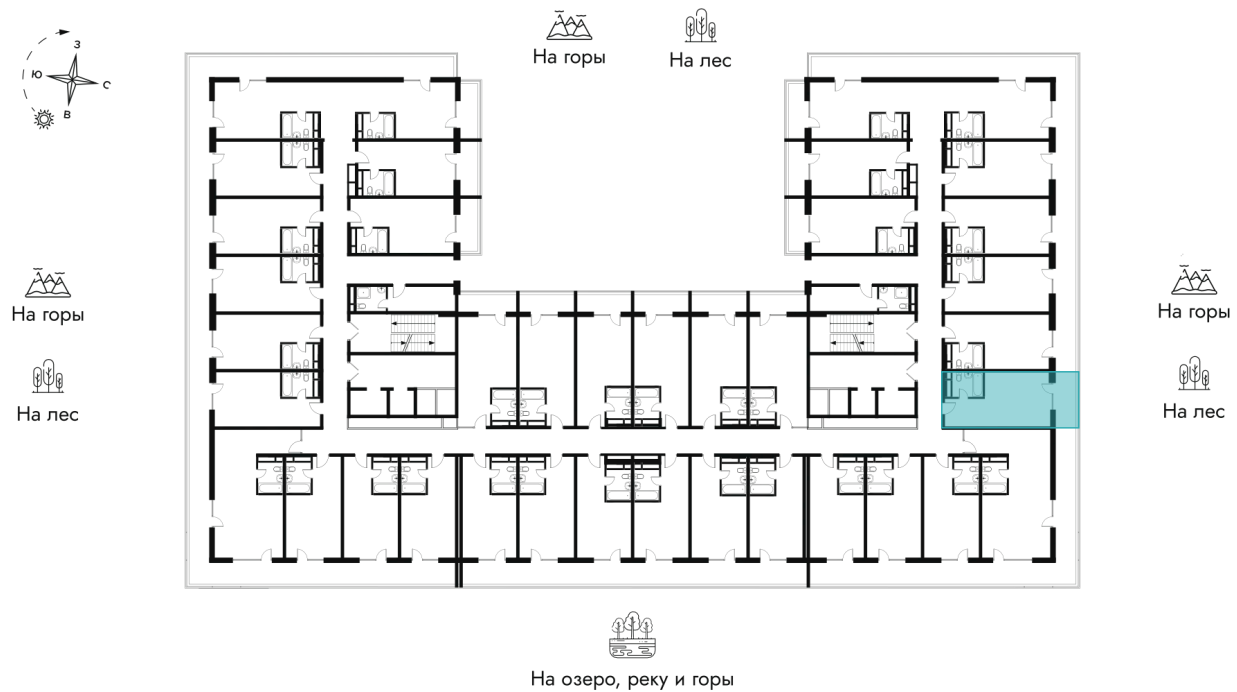 На горы
На лес
З
Ю
С
В
На горы
На лес
На горы
На лес
На озеро, реку и горы